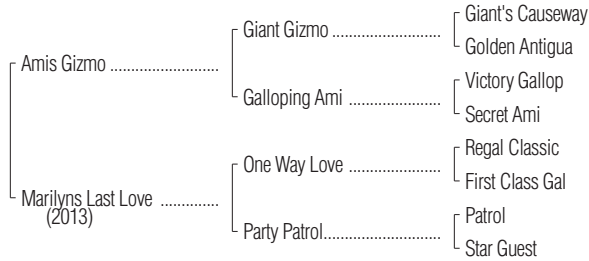 Giant's Causeway
Giant Gizmo ......................
Golden Antigua
Amis Gizmo ......................
Victory Gallop
Galloping Ami ..................
Secret Ami
Regal Classic
One Way Love ..................
First Class Gal
Marilyns Last Love ..............
(2013)
Patrol
Party Patrol.......................
Star Guest